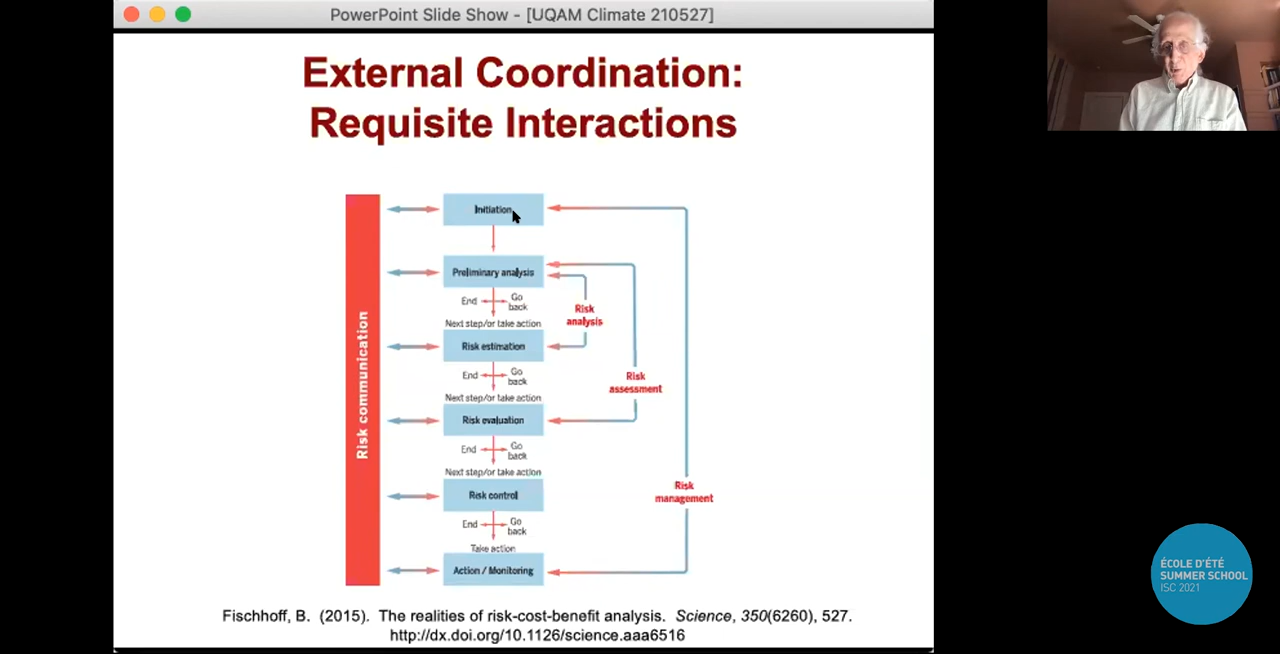 PowerPoint Slide Show - [UQAM Climate 210527]
External Coordination:
Requisite Interactions
Risk communication
Initiation
Preliminary analysis
End
Go
back
Next step/or take action
Risk
analysis
Risk estimation
End
Go
back
Next step/or take action
Risk
assessment
Risk evaluation
End
Go
back
Next step/or take action
Risk control
Risk
management
End
Go
back
Take action
Action / Monitoring
Fischhoff, B. (2015). The realities of risk-cost-benefit analysis. Science, 350(6260), 527.
http://dx.doi.org/10.1126/science.aaa6516
ÉCOLE D'ÉTÉ
SUMMER SCHOOL
ISC 2021